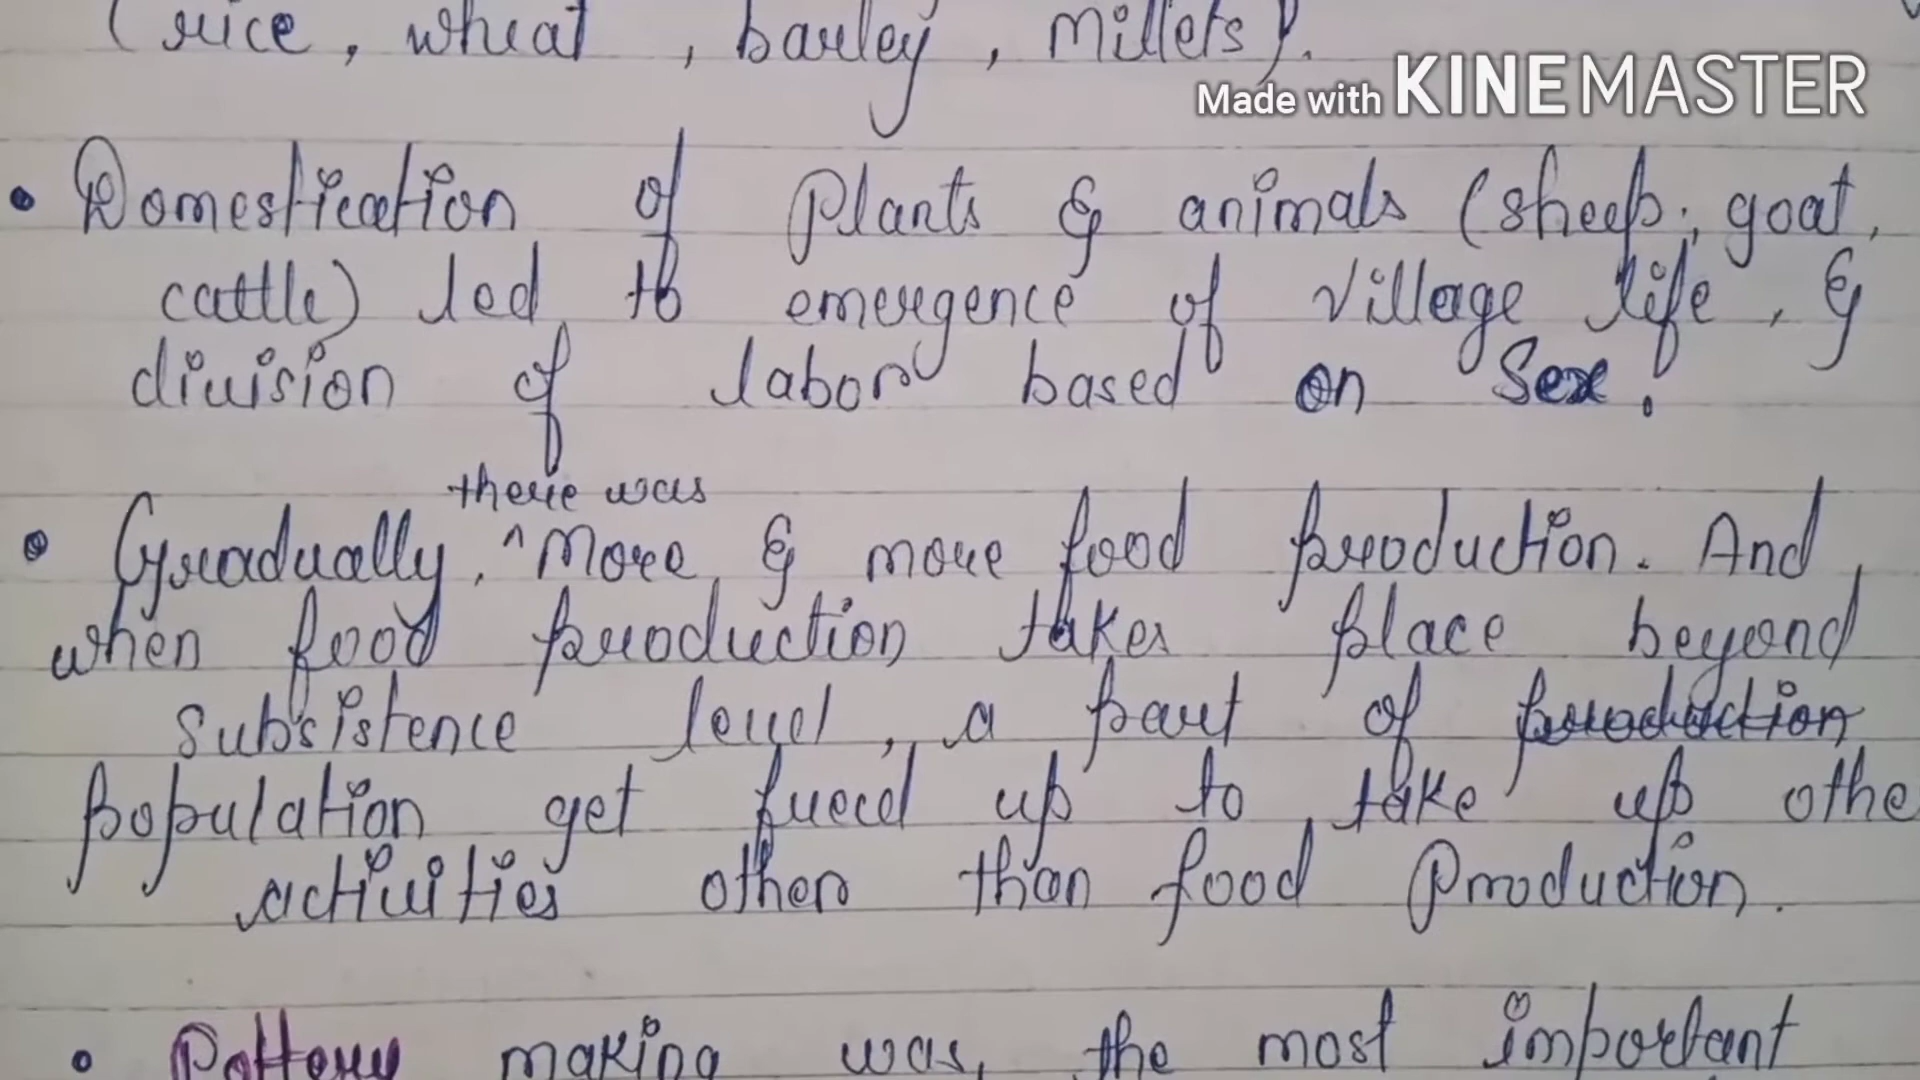 (rice, wheat, barley, millets).
Made with KINEMASTER
• Domestication of Plants & animals (sheep, goat,
cattle) led to emergence of village life, &
division of labor based on Sex.
there was
• Gradually, ^ More & more food production. And,
when food production takes place beyond
subsistence level, a part of production
population get fueed up to take up othe
activities other than food Production.
• Pottery making was, the most important